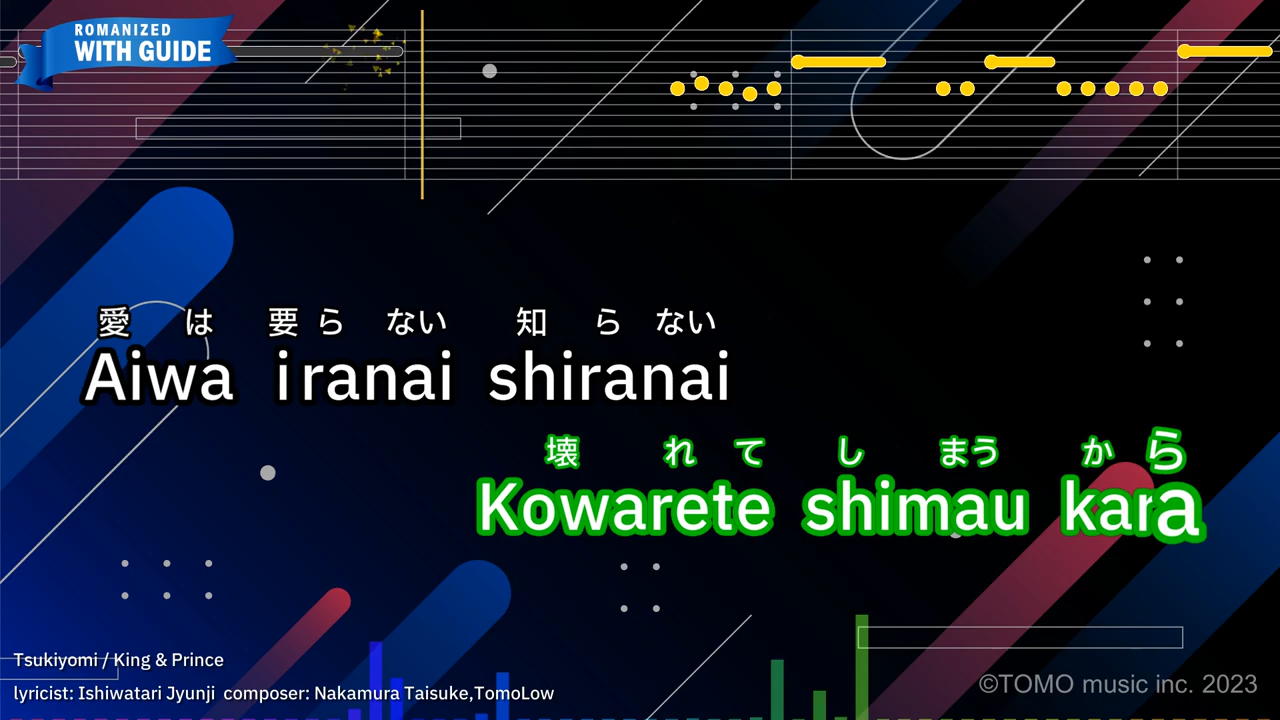 ROMANIZED
WITH GUIDE
愛は要らない知らない
Aiwa iranai shiranai
壊れてしまうから
Kowarete shimau kara
Tsukiyomi / King & Prince
lyricist: Ishiwatari Jyunji composer: Nakamura Taisuke,TomoLow
©TOMO music inc. 2023